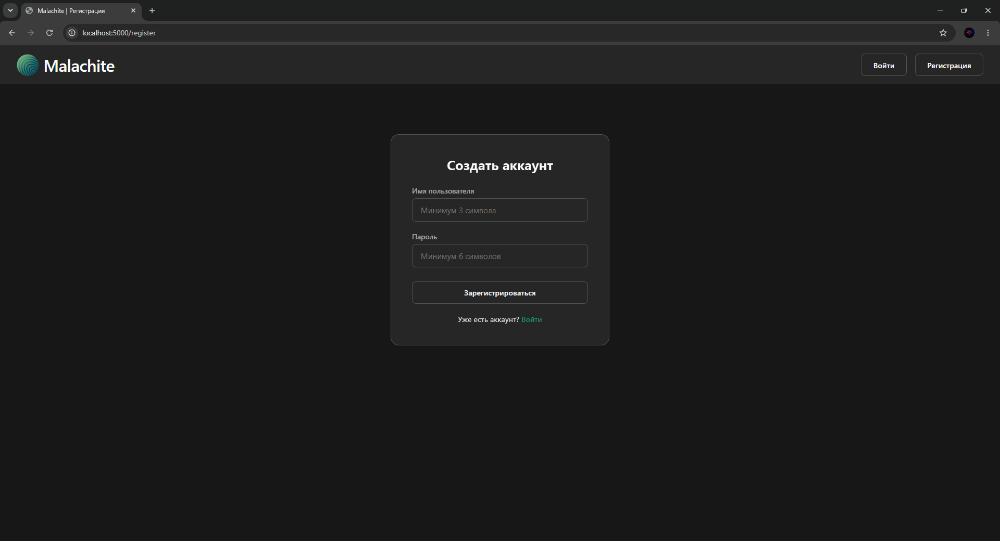 Malachite | Регистрация
localhost:5000/register
Malachite
Войти
Регистрация
Создать аккаунт
Имя пользователя
Минимум 3 символа
Пароль
Минимум 6 символов
Зарегистрироваться
Уже есть аккаунт? Войти